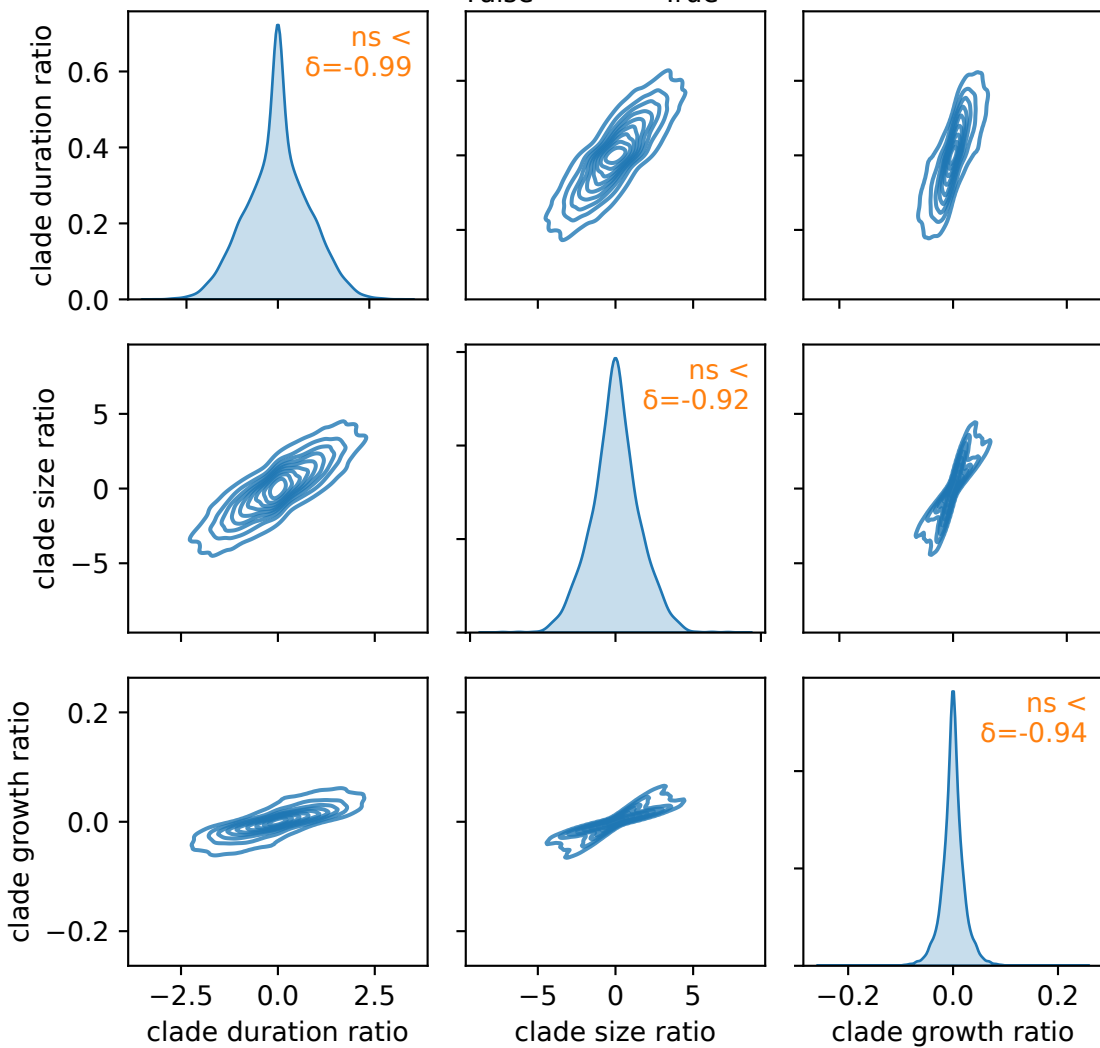 clade duration ratio
0.6
0.4
0.2
0.0
ns <
δ=-0.99
clade size ratio
5
0
−5
ns <
δ=-0.92
clade growth ratio
0.2
0.0
−0.2
ns <
δ=-0.94
−2.5 0.0 2.5
−5 0 5
−0.2 0.0 0.2
clade duration ratio
clade size ratio
clade growth ratio